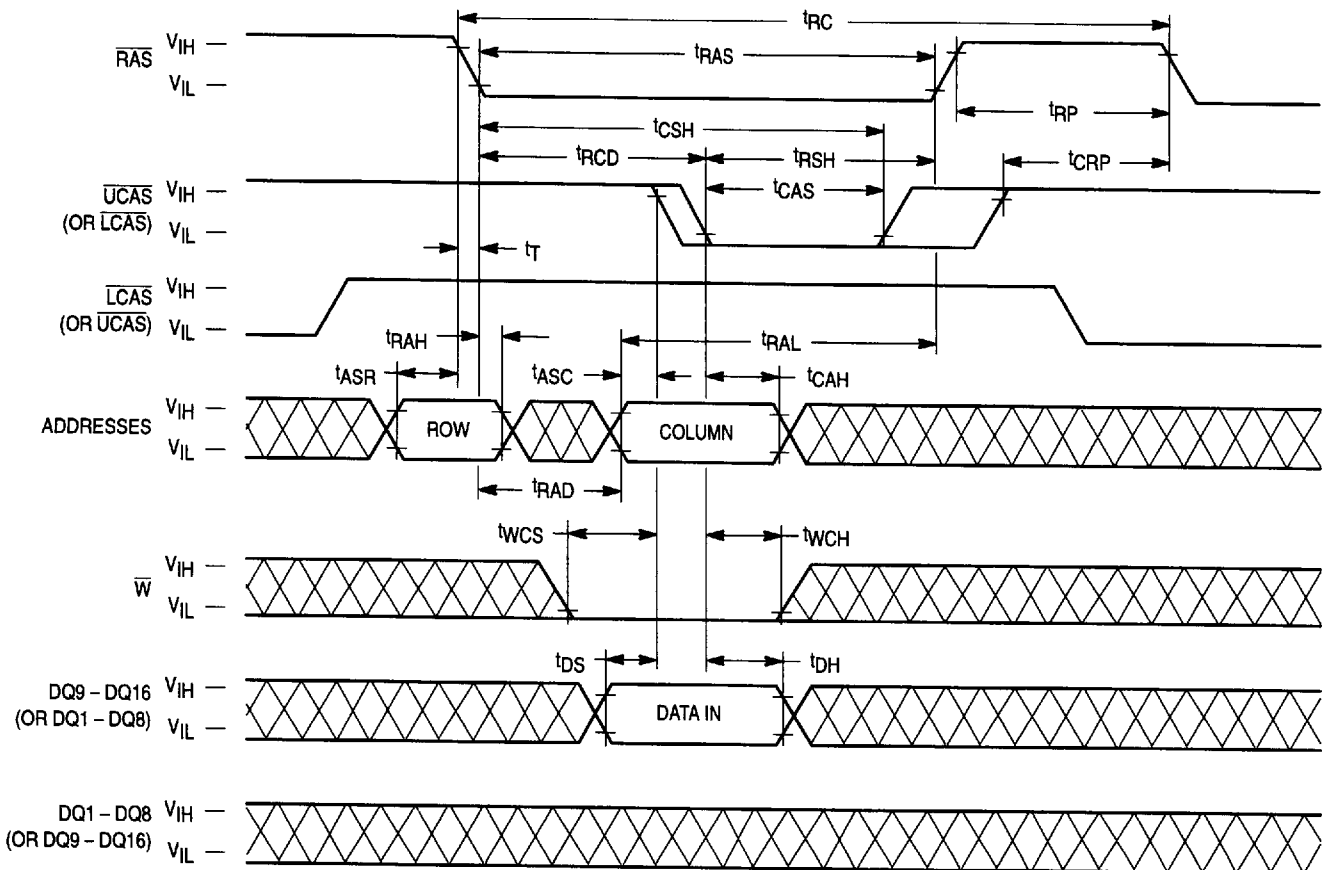 tRC
RAS VIH
tRAS
VIL
tRP
tCSH
tRCD tRSH tCRP
UCAS VIH
tCAS
(OR LCAS) VIL
tT
LCAS VIH
(OR UCAS) VIL
tRAH tRAL
tASR tASC tCAH
ADDRESSES VIH
ROW COLUMN
VIL
tRAD
tWCS tWCH
W VIH
VIL
tDS tDH
DQ9 – DQ16 VIH
DATA IN
(OR DQ1 – DQ8) VIL
DQ1 – DQ8 VIH
(OR DQ9 – DQ16) VIL